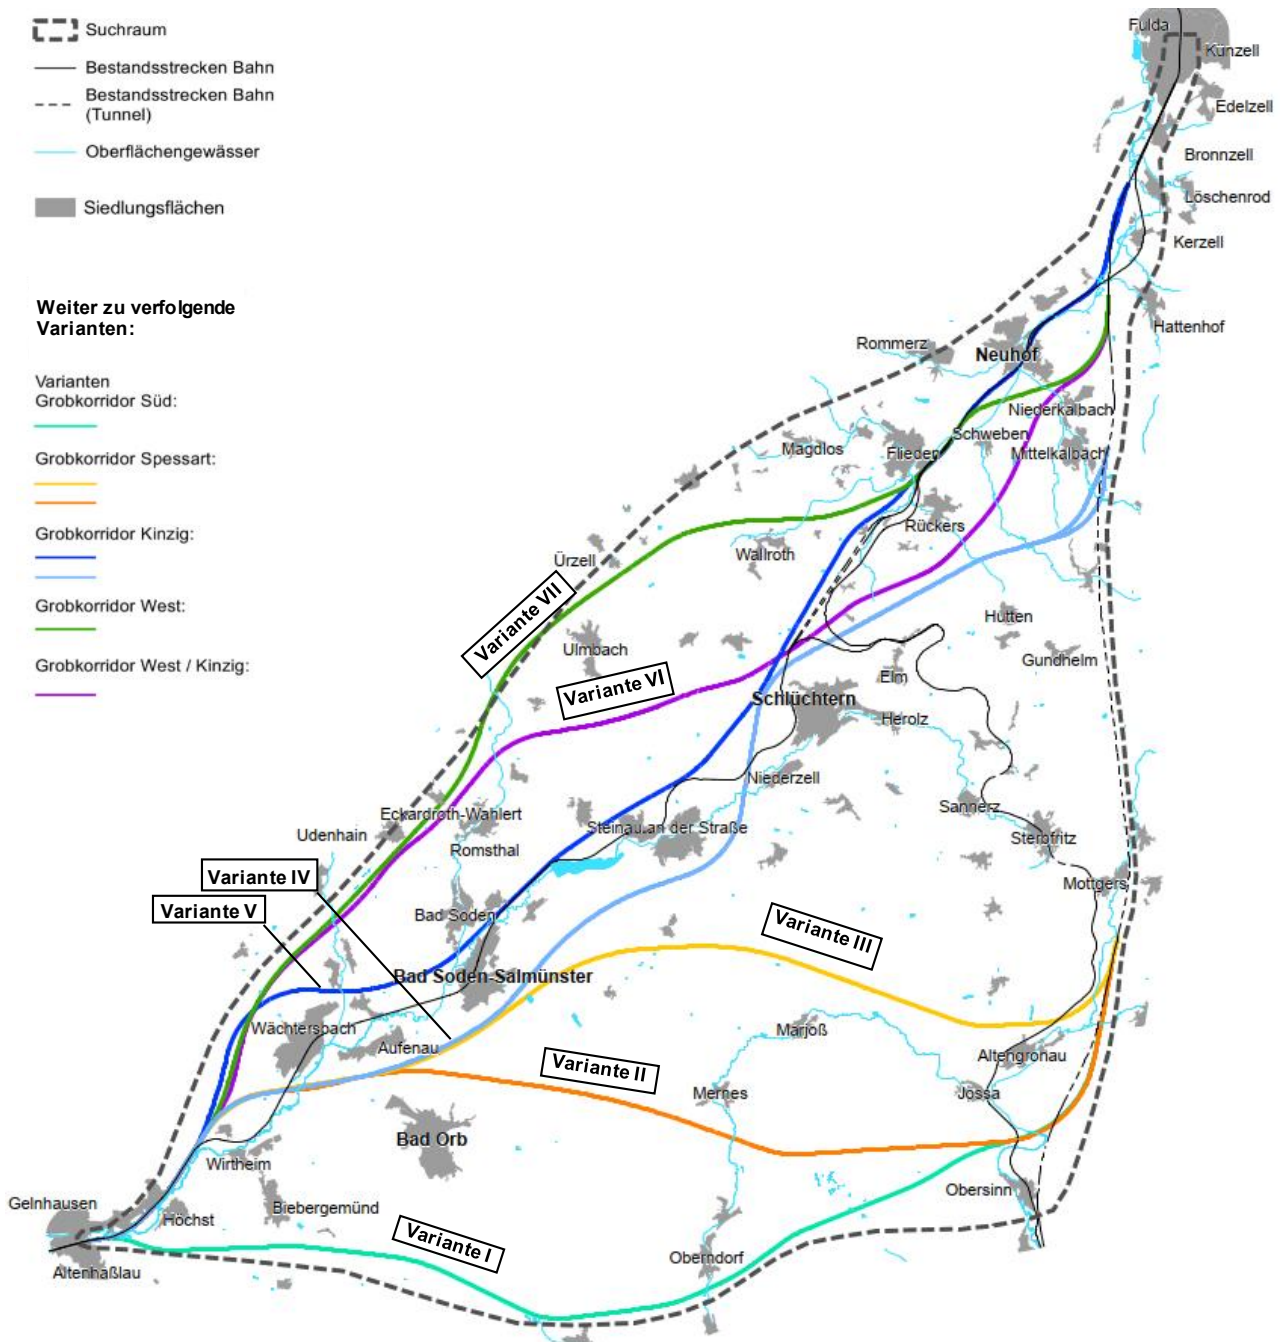 Suchraum
Bestandsstrecken Bahn
Bestandsstrecken Bahn
(Tunnel)
Oberflächengewässer
Siedlungsflächen
Weiter zu verfolgende
Varianten:
Varianten
Grobkorridor Süd:
Grobkorridor Spessart:
Grobkorridor Kinzig:
Grobkorridor West:
Grobkorridor West / Kinzig:
Fulda
Künzell
Edelzell
Bronnzell
Löschenrod
Kerzell
Hattenhof
Rommerz
Neuhof
Niederkalbach
Schweben
Magdlos
Flieden
Mittelkalbach
Rückers
Wallroth
Ürzell
Variante VII
Hutten
Ulmbach
Gundhelm
Variante VI
Elm
Schlüchtern
Herolz
Niederzell
Sannerz
Eckardroth-Wahlert
Steinau an der Straße
Udenhain
Sterbfritz
Romsthal
Variante IV
Mottgers
Variante V
Bad Soden
Variante III
Bad Soden-Salmünster
Wächtersbach
Marjoß
Aufenau
Altengronau
Variante II
Mernes
Jossa
Bad Orb
Wirtheim
Obersinn
Gelnhausen
Biebergemünd
Höchst
Variante I
Oberndorf
Altenhaßlau